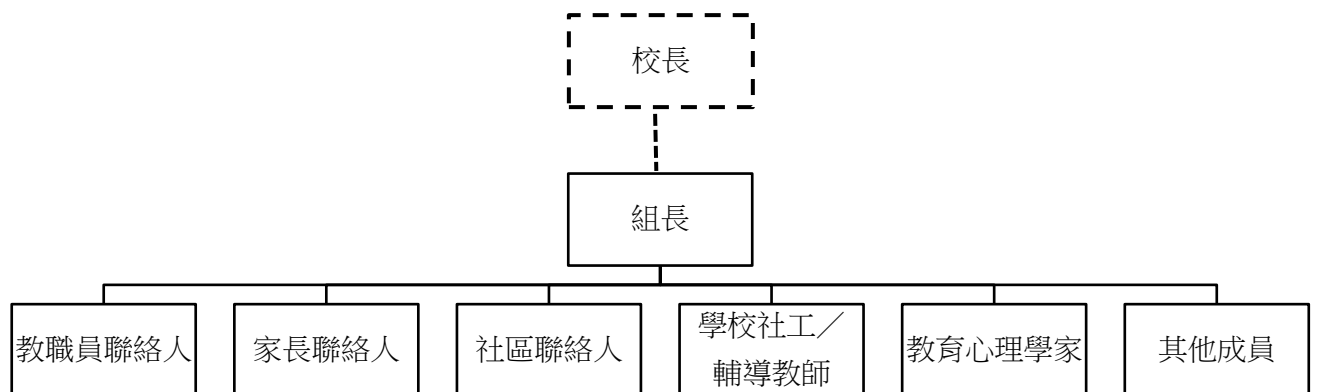 校長
組長
教職員聯絡人
家長聯絡人
社區聯絡人
學校社工／
輔導教師
教育心理學家
其他成員